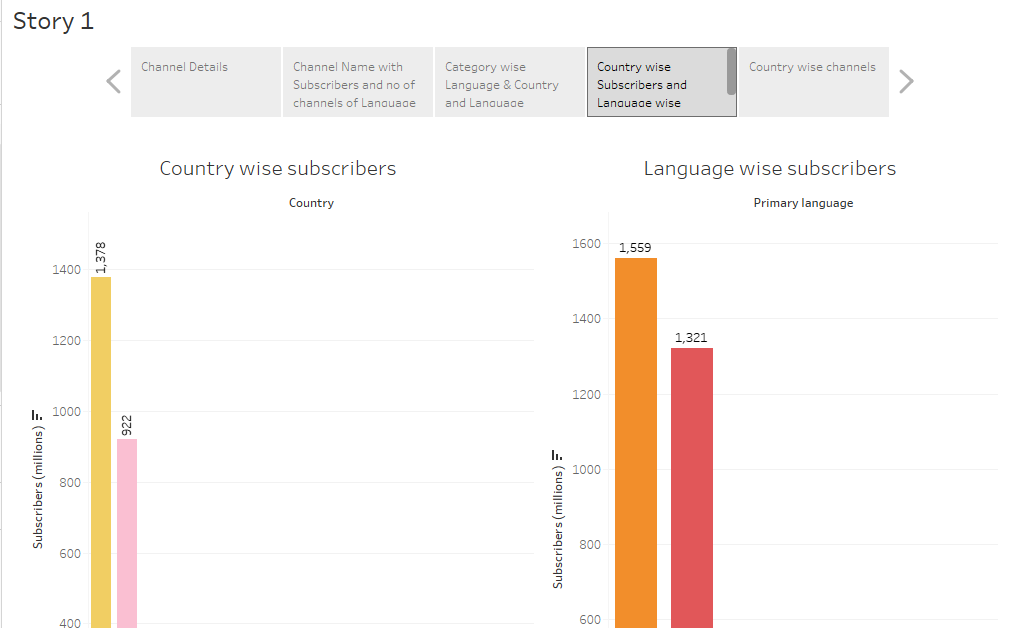 Story 1
Channel Details
Channel Name with
Subscribers and no of
channels of Language
Category wise
Language & Country
and Language
Country wise
Subscribers and
Language wise
Country wise channels
Country wise subscribers
Country
1,378
922
1400
1200
1000
800
600
400
Subscribers (millions)
Language wise subscribers
Primary language
1,559
1,321
1600
1400
1200
1000
800
600
Subscribers (millions)